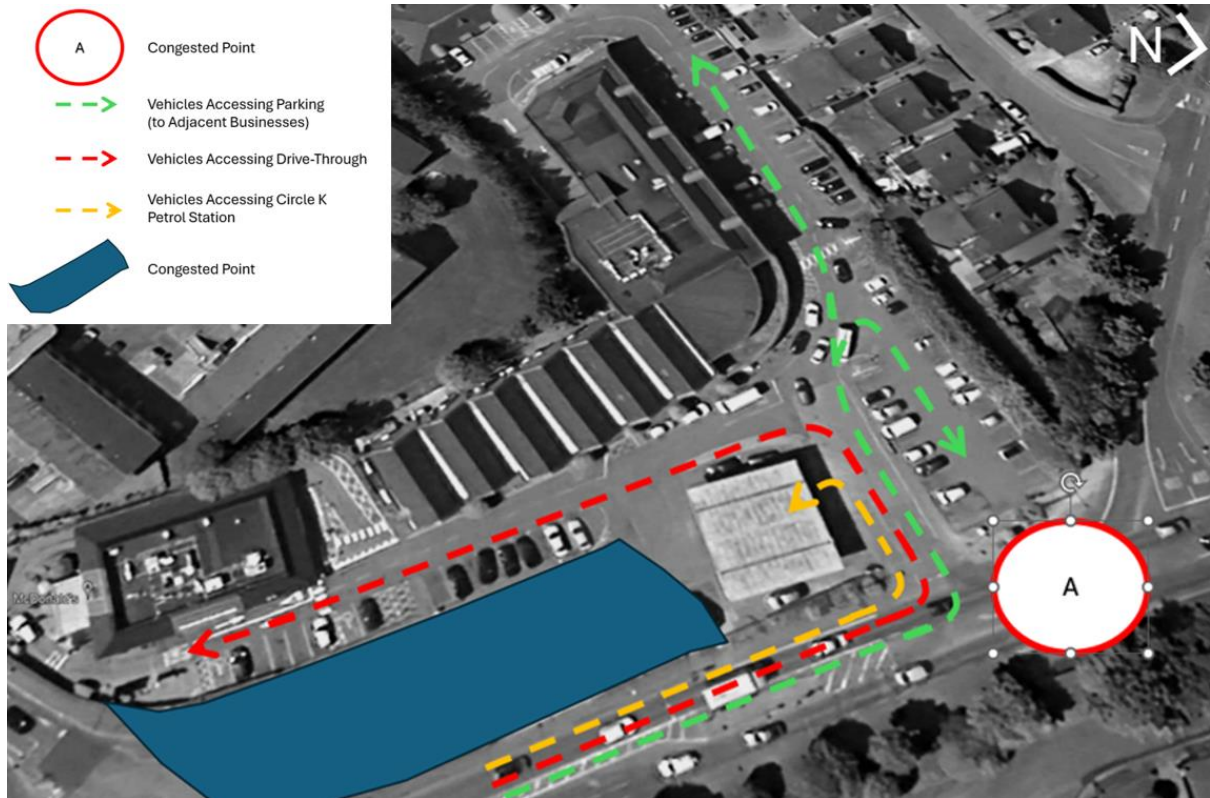 A
Congested Point
Vehicles Accessing Parking
(to Adjacent Businesses)
Vehicles Accessing Drive-Through
Vehicles Accessing Circle K
Petrol Station
Congested Point
N
A
McDonald's